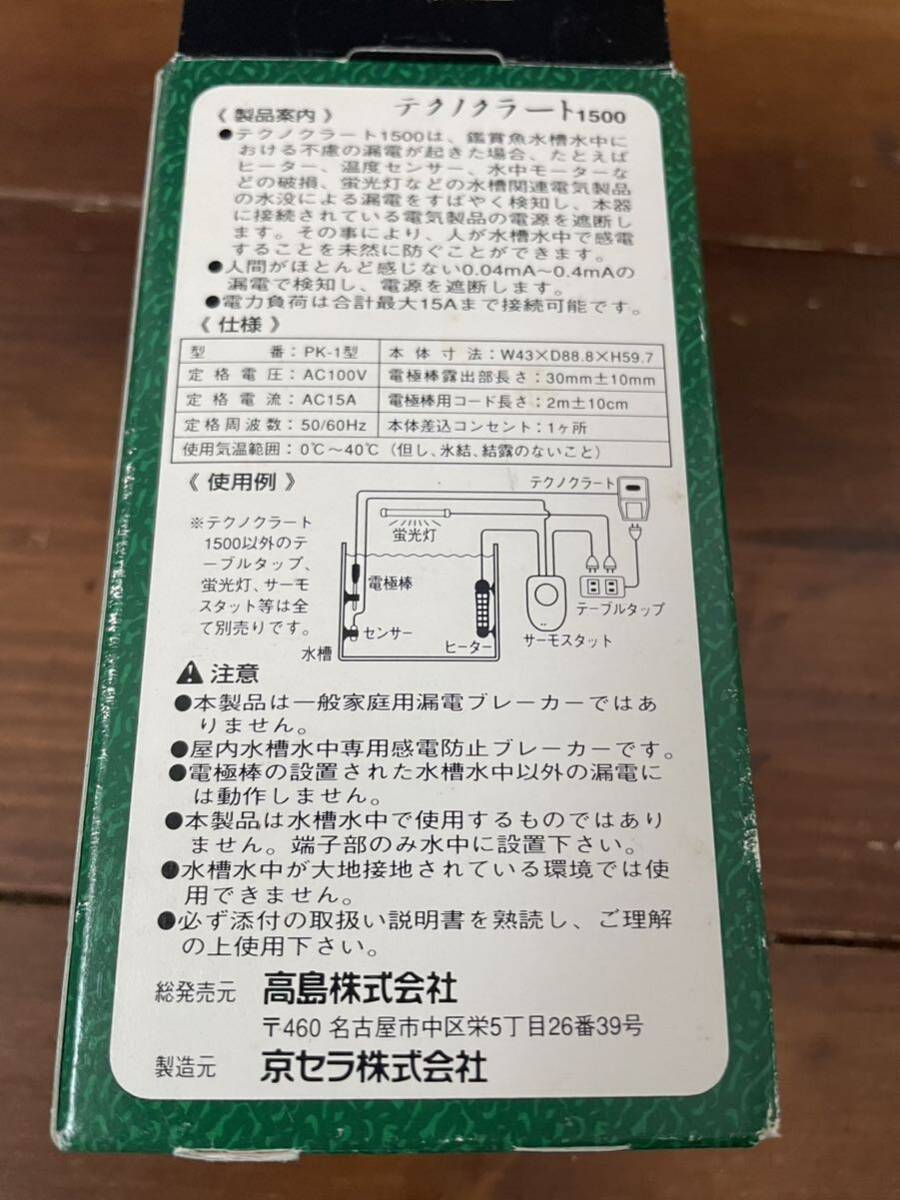 《 製品案内 》 テクノクラート1500
●テクノクラート1500は、鑑賞魚水槽水中に
おける不慮の漏電が起きた場合、たとえば
ヒーター、温度センサー、水中モーターな
どの破損、蛍光灯などの水槽関連電気製品
の水没による漏電をすばやく検知し、本器
に接続されている電気製品の電源を遮断し
ます。その事により、人が水槽水中で感電
することを未然に防ぐことができます。
●人間がほとんど感じない0.04mA〜0.4mAの
漏電で検知し、電源を遮断します。
●電力負荷は合計最大15Aまで接続可能です。
《 仕様 》
型番：PK-1型 本体寸法：W43×D88.8×H59.7
定格電圧：AC100V 電極棒露出部長さ：30mm±10mm
定格電流：AC15A 電極棒用コード長さ：2m±10cm
定格周波数：50/60Hz 本体差込コンセント：1ヶ所
使用気温範囲：0℃〜40℃（但し、氷結、結露のないこと）
《 使用例 》
※テクノクラート
1500以外のテ
ーブルタップ、
蛍光灯、サーモ
スタット等は全
て別売りです。
テクノクラート
蛍光灯
電極棒
センサー
水槽
ヒーター
サーモスタット
テーブルタップ
注意
●本製品は一般家庭用漏電ブレーカーではあ
りません。
●屋内水槽水中専用感電防止ブレーカーです。
●電極棒の設置された水槽水中以外の漏電に
は動作しません。
●本製品は水槽水中で使用するものではあり
ません。端子部のみ水中に設置下さい。
●水槽水中が大地接地されている環境では使
用できません。
●必ず添付の取扱い説明書を熟読し、ご理解
の上使用下さい。
総発売元 高島株式会社
〒460 名古屋市中区栄5丁目26番39号
製造元 京セラ株式会社